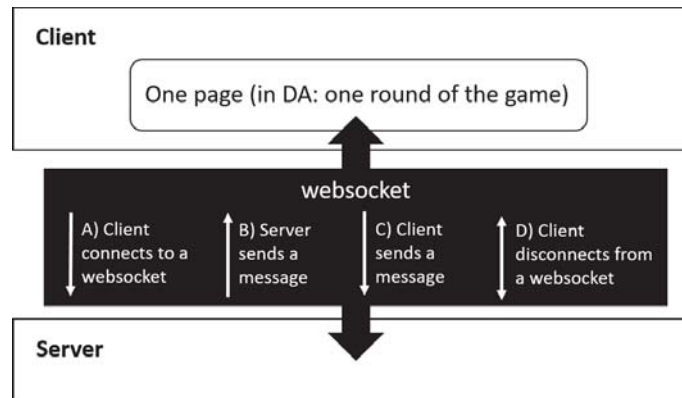 Client
One page (in DA: one round of the game)
websocket
A) Client
connects to a
websocket
B) Server
sends a
message
C) Client
sends a
message
D) Client
disconnects from
a websocket
Server